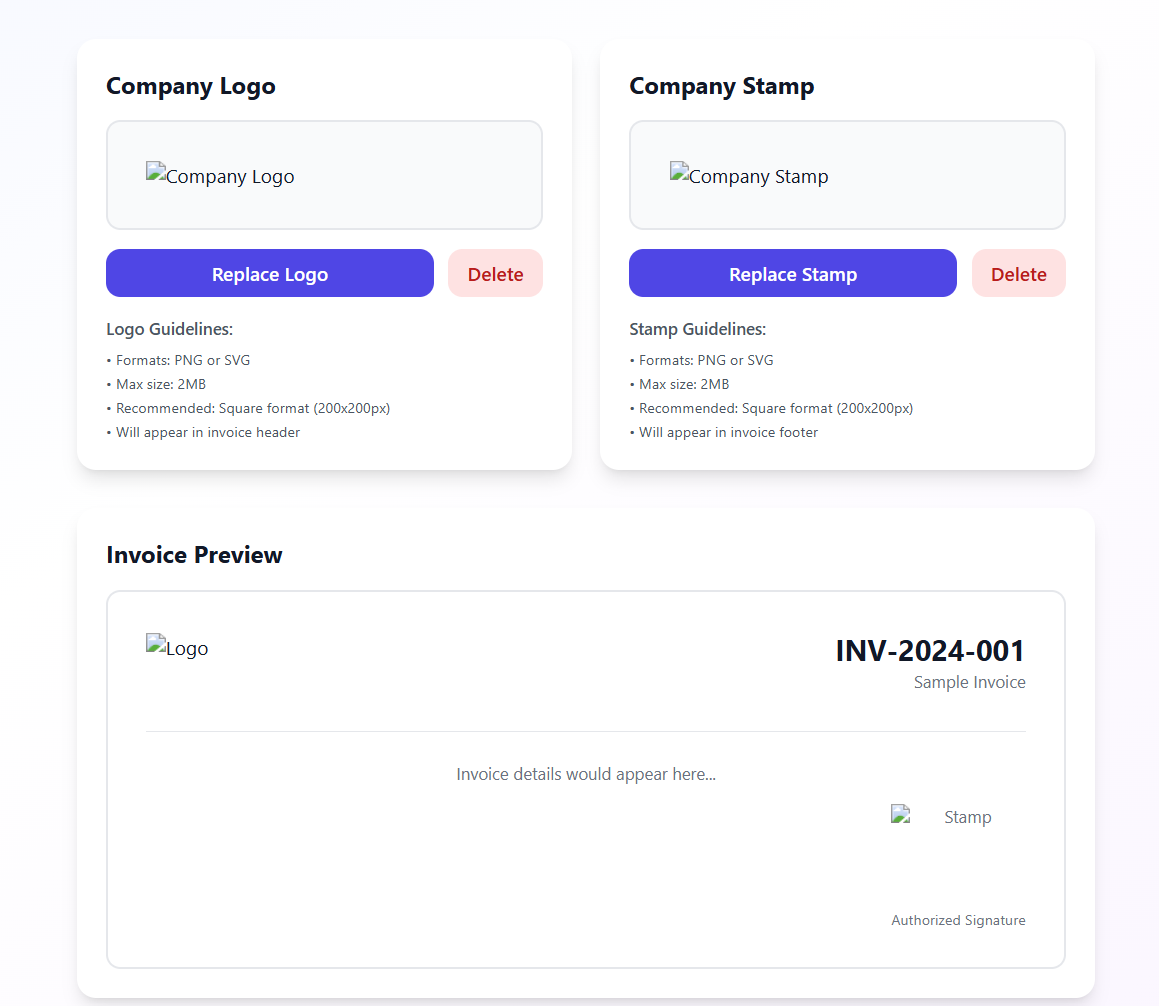 Company Logo
Company Logo
Replace Logo
Delete
Logo Guidelines:
• Formats: PNG or SVG
• Max size: 2MB
• Recommended: Square format (200x200px)
• Will appear in invoice header
Company Stamp
Company Stamp
Replace Stamp
Delete
Stamp Guidelines:
• Formats: PNG or SVG
• Max size: 2MB
• Recommended: Square format (200x200px)
• Will appear in invoice footer
Invoice Preview
Logo
INV-2024-001
Sample Invoice
Invoice details would appear here...
Stamp
Authorized Signature